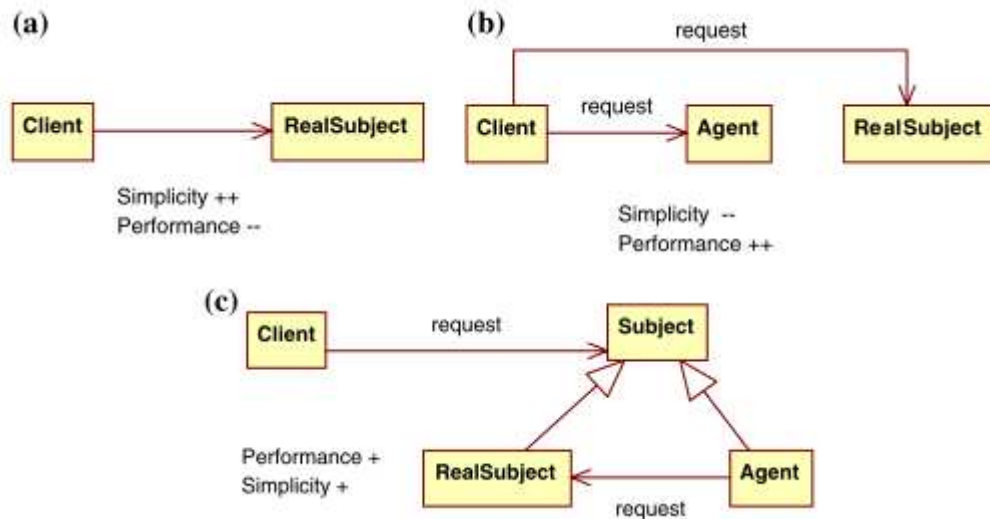 (a)
Client
RealSubject
Simplicity ++
Performance --
(b)
request
request
Client
Agent
RealSubject
Simplicity --
Performance ++
(c)
Client
request
Subject
Performance +
Simplicity +
RealSubject
Agent
request